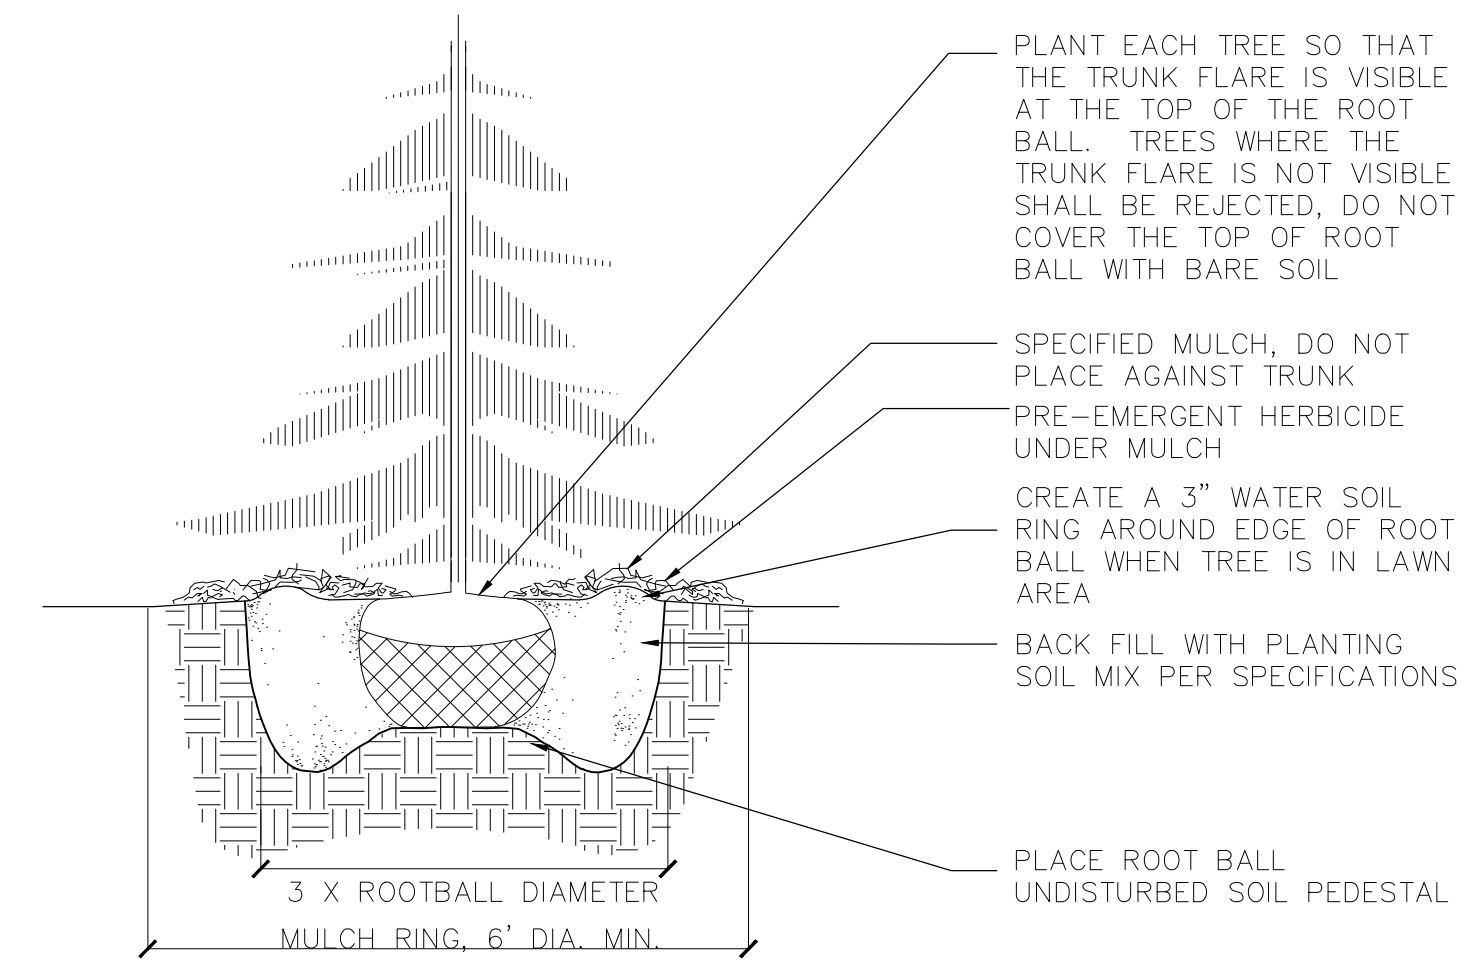 PLANT EACH TREE SO THAT
THE TRUNK FLARE IS VISIBLE
AT THE TOP OF THE ROOT
BALL. TREES WHERE THE
TRUNK FLARE IS NOT VISIBLE
SHALL BE REJECTED, DO NOT
COVER THE TOP OF ROOT
BALL WITH BARE SOIL
SPECIFIED MULCH, DO NOT
PLACE AGAINST TRUNK
PRE-EMERGENT HERBICIDE
UNDER MULCH
CREATE A 3" WATER SOIL
RING AROUND EDGE OF ROOT
BALL WHEN TREE IS IN LAWN
AREA
BACK FILL WITH PLANTING
SOIL MIX PER SPECIFICATIONS
PLACE ROOT BALL
UNDISTURBED SOIL PEDESTAL
3 X ROOTBALL DIAMETER
MULCH RING, 6' DIA. MIN.